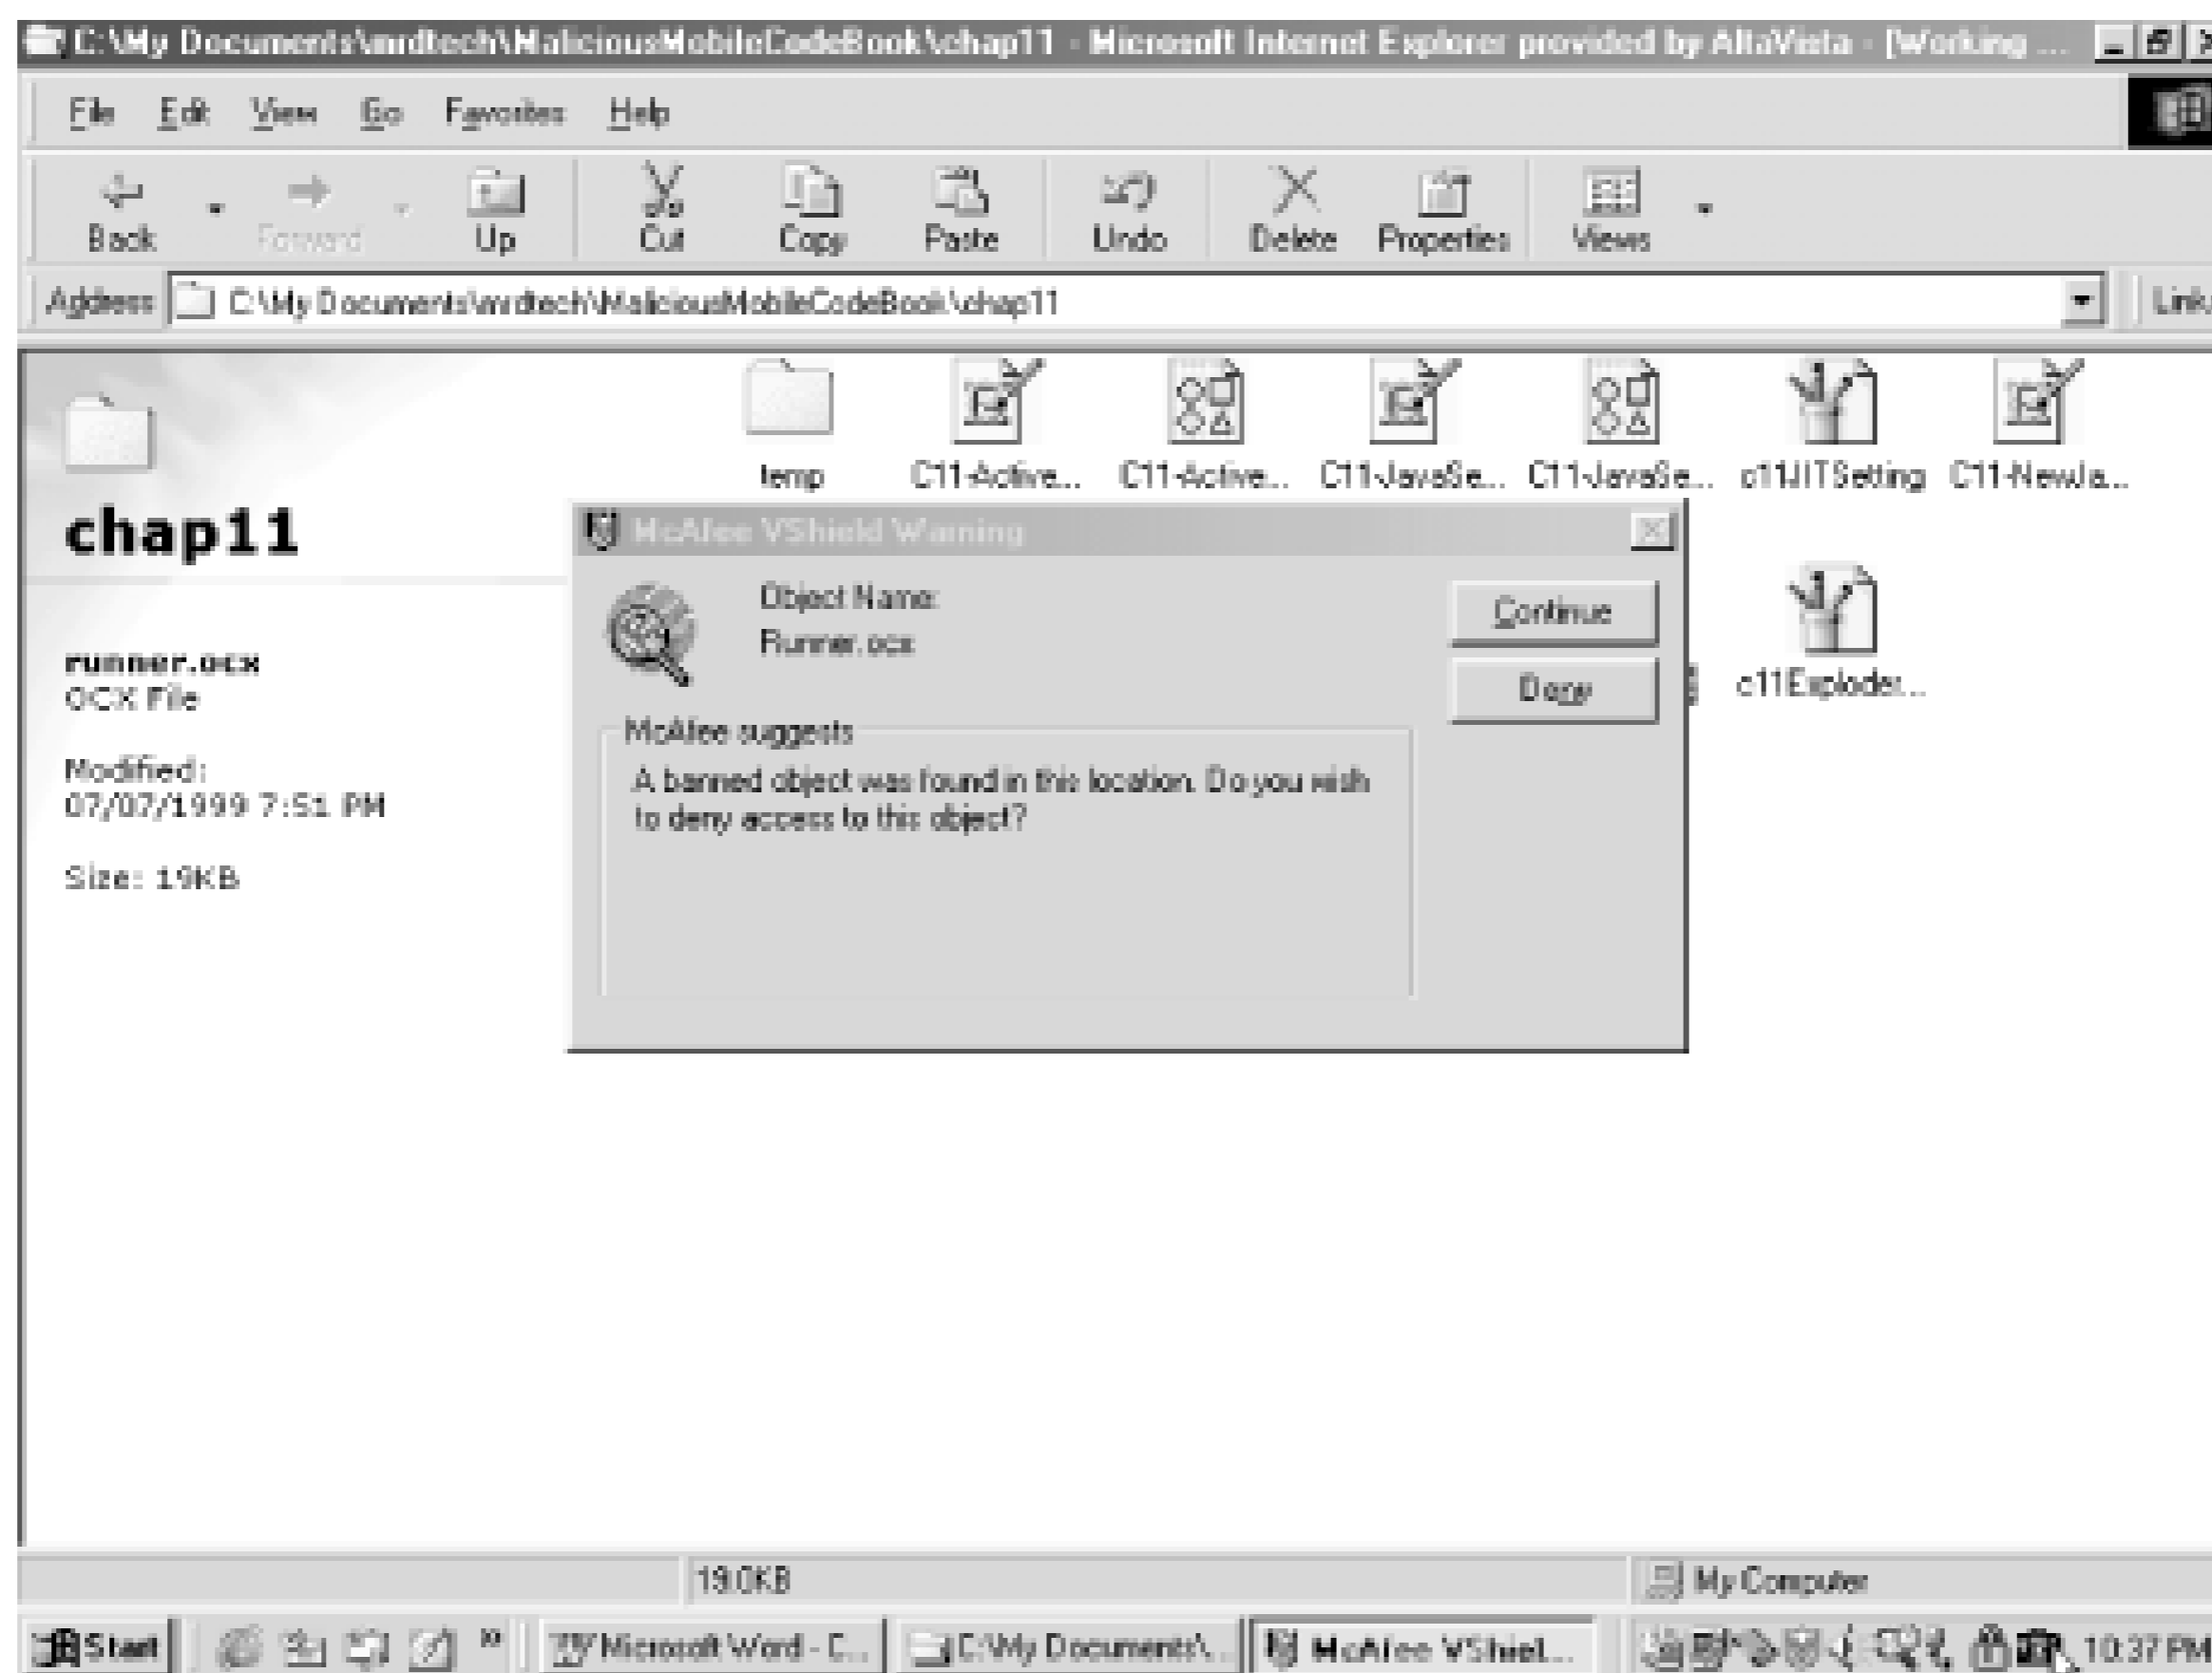 C:\My Documents\mrdtech\MaliciousMobileCodeBook\chap11 - Microsoft Internet Explorer provided by AltaVista - [Working ...
File Edit View Go Favorites Help
Back Forward Up Cut Copy Paste Undo Delete Properties Views
Address C:\My Documents\mrdtech\MaliciousMobileCodeBook\chap11 Links
temp C11-Active... C11-Active... C11-JavaSe... C11-JavaSe... c11JITSetting C11-NewJa...
chap11
McAfee VShield Warning
Object Name:
Runner.ocx
Continue
Deny
c11Exploder...
runner.ocx
OCX File
McAfee suggests
A banned object was found in this location. Do you wish
to deny access to this object?
Modified:
07/07/1999 7:51 PM
Size: 19KB
19.0KB My Computer
Start » Microsoft Word - C... C:\My Documents\... McAfee VShiel... 10:37 PM